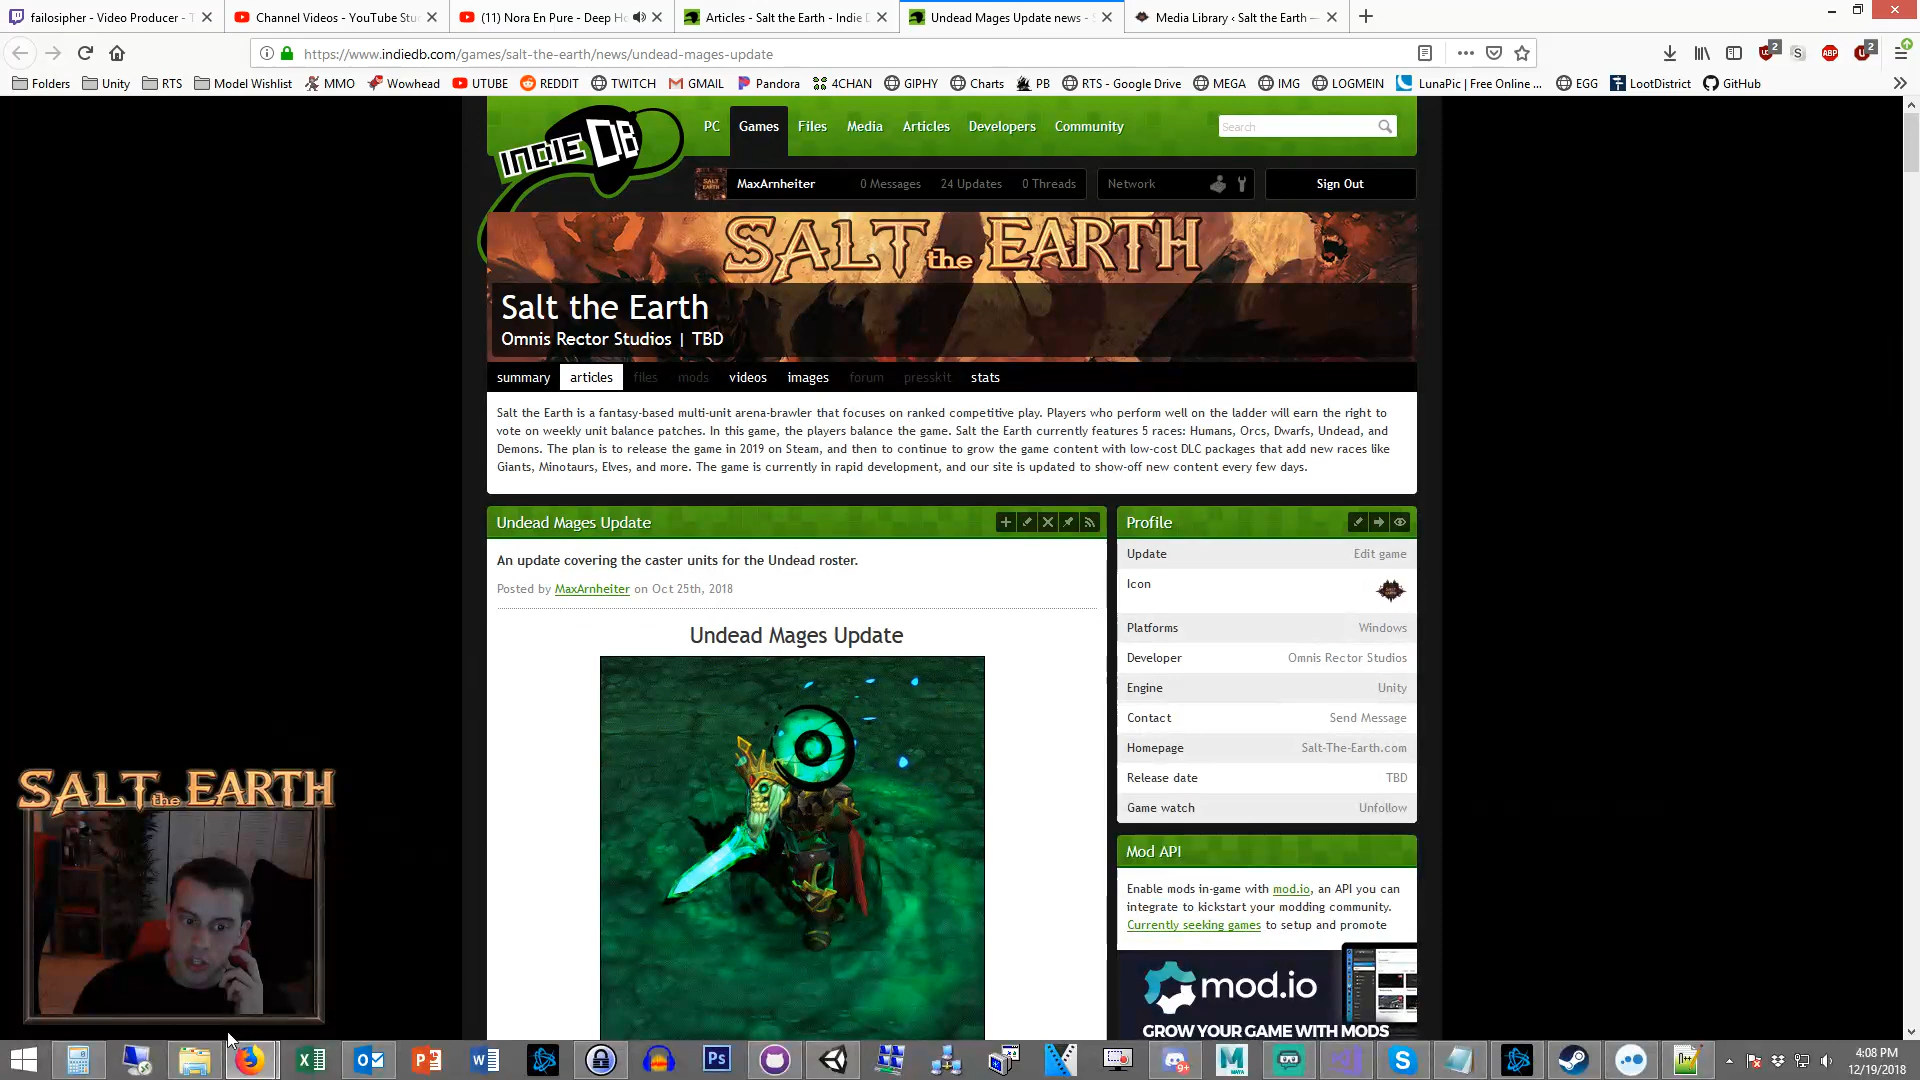 failosipher - Video Producer - T
Channel Videos - YouTube Stu
(11) Nora En Pure - Deep H
Articles - Salt the Earth - Indie D
Undead Mages Update news -
Media Library ‹ Salt the Earth —
https://www.indiedb.com/games/salt-the-earth/news/undead-mages-update
2
ABP
2
Folders
Unity
RTS
Model Wishlist
MMO
Wowhead
UTUBE
REDDIT
TWITCH
GMAIL
Pandora
4CHAN
GIPHY
Charts
PB
RTS - Google Drive
MEGA
IMG
LOGMEIN
LunaPic | Free Online ...
EGG
LootDistrict
GitHub
INDIE DB
PC
Games
Files
Media
Articles
Developers
Community
Search
MaxArnheiter
0 Messages
24 Updates
0 Threads
Network
Sign Out
SALT the EARTH
Salt the Earth
Omnis Rector Studios | TBD
summary
articles
files
mods
videos
images
forum
presskit
stats
Salt the Earth is a fantasy-based multi-unit arena-brawler that focuses on ranked competitive play. Players who perform well on the ladder will earn the right to
vote on weekly unit balance patches. In this game, the players balance the game. Salt the Earth currently features 5 races: Humans, Orcs, Dwarfs, Undead, and
Demons. The plan is to release the game in 2019 on Steam, and then to continue to grow the game content with low-cost DLC packages that add new races like
Giants, Minotaurs, Elves, and more. The game is currently in rapid development, and our site is updated to show-off new content every few days.
Undead Mages Update
An update covering the caster units for the Undead roster.
Posted by MaxArnheiter on Oct 25th, 2018
Undead Mages Update
Profile
Update Edit game
Icon
Platforms Windows
Developer Omnis Rector Studios
Engine Unity
Contact Send Message
Homepage Salt-The-Earth.com
Release date TBD
Game watch Unfollow
Mod API
Enable mods in-game with mod.io, an API you can
integrate to kickstart your modding community.
Currently seeking games to setup and promote
mod.io
GROW YOUR GAME WITH MODS
SALT the EARTH
Ps
9+
4:08 PM
12/19/2018